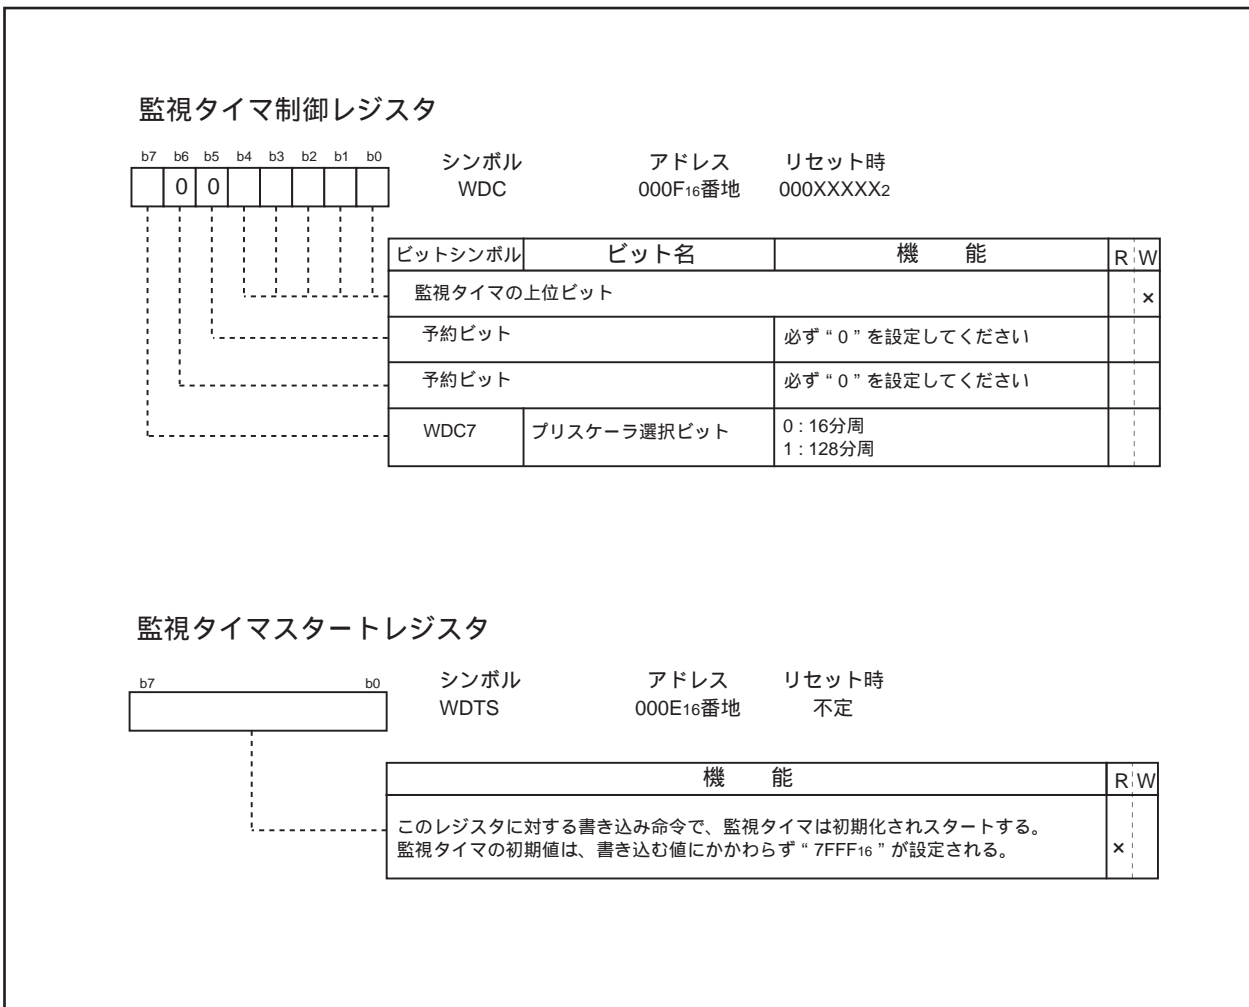 監視タイマ制御レジスタ
b7 b6 b5 b4 b3 b2 b1 b0
0 0
シンボル アドレス リセット時
WDC 000F16番地 000XXXXX2
ビットシンボル ビット名 機 能 R W
監視タイマの上位ビット ×
予約ビット 必ず“0”を設定してください
予約ビット 必ず“0”を設定してください
WDC7 プリスケーラ選択ビット 0 : 16分周
1 : 128分周
監視タイマスタートレジスタ
b7 b0
シンボル アドレス リセット時
WDTS 000E16番地 不定
機 能 R W
このレジスタに対する書き込み命令で、監視タイマは初期化されスタートする。
監視タイマの初期値は、書き込む値にかかわらず“7FFF16”が設定される。 ×